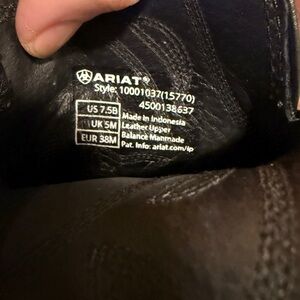 ARIAT®
Style: 10001037(15770)
4500138637
US 7.5B
UK 5M
EUR 38M
Made in Indonesia
Leather Upper
Balance Manmade
Pat. Info: ariat.com/ip